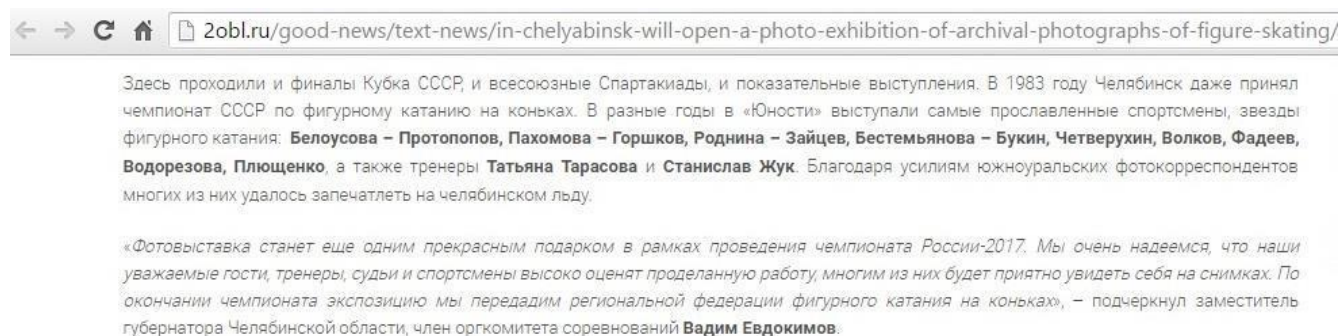 2obl.ru/good-news/text-news/in-chelyabinsk-will-open-a-photo-exhibition-of-archival-photographs-of-figure-skating/
Здесь проходили и финалы Кубка СССР, и всесоюзные Спартакиады, и показательные выступления. В 1983 году Челябинск даже принял
чемпионат СССР по фигурному катанию на коньках. В разные годы в «Юности» выступали самые прославленные спортсмены, звезды
фигурного катания: Белоусова – Протопопов, Пахомова – Горшков, Роднина – Зайцев, Бестемьянова – Букин, Четверухин, Волков, Фадеев,
Водорезова, Плющенко, а также тренеры Татьяна Тарасова и Станислав Жук. Благодаря усилиям южноуральских фотокорреспондентов
многих из них удалось запечатлеть на челябинском льду.
«Фотовыставка станет еще одним прекрасным подарком в рамках проведения чемпионата России-2017. Мы очень надеемся, что наши
уважаемые гости, тренеры, судьи и спортсмены высоко оценят проделанную работу, многим из них будет приятно увидеть себя на снимках. По
окончании чемпионата экспозицию мы передадим региональной федерации фигурного катания на коньках», – подчеркнул заместитель
губернатора Челябинской области, член оргкомитета соревнований Вадим Евдокимов.